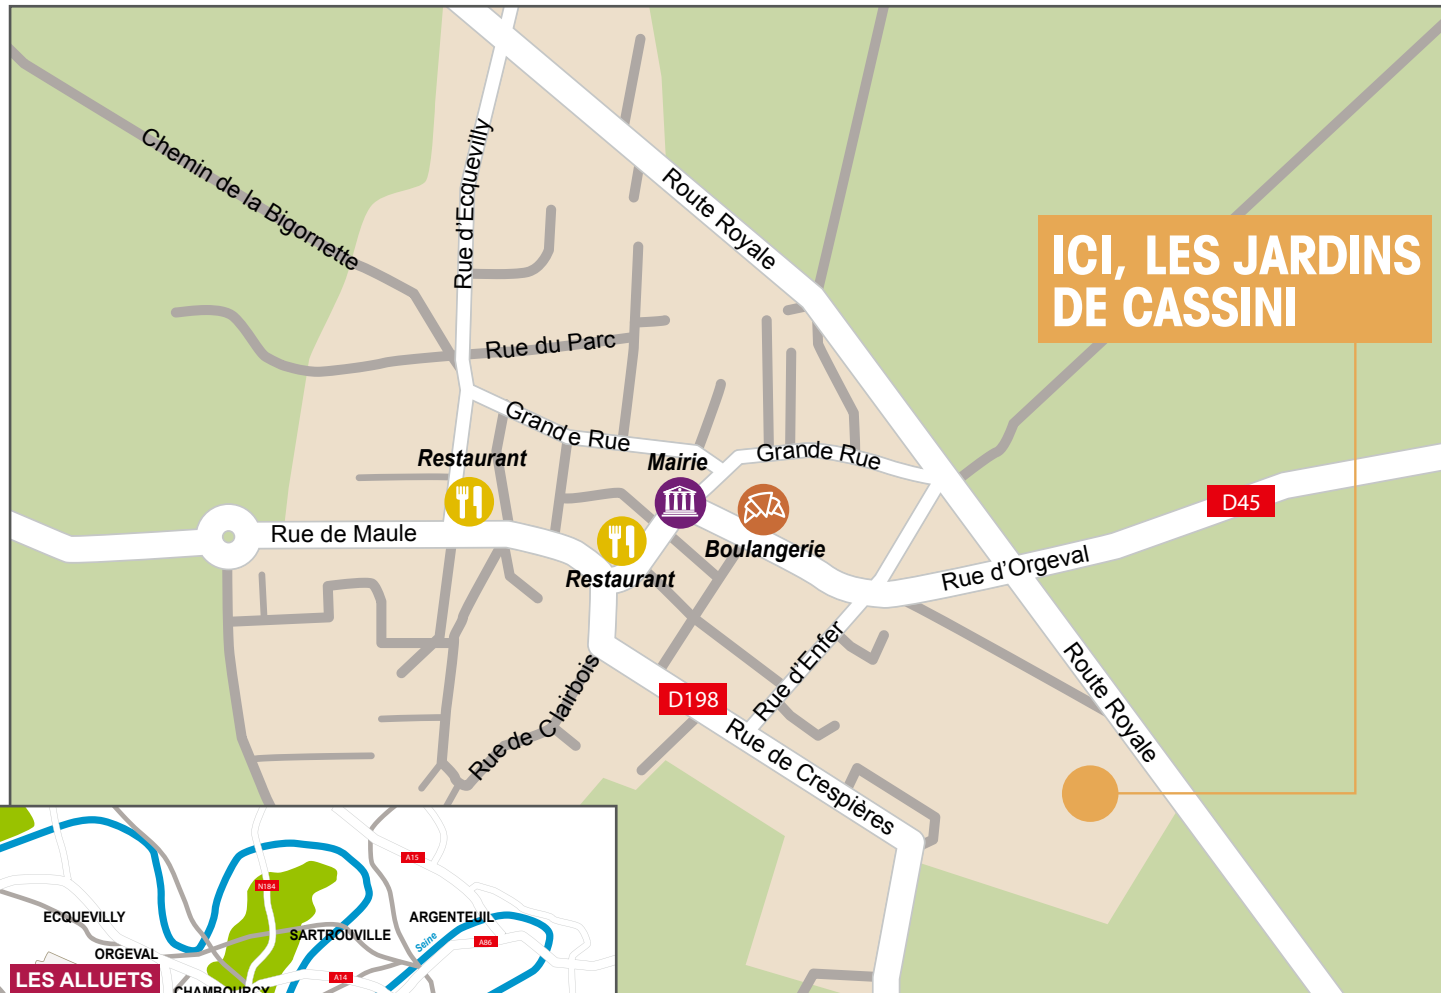 Chemin de la Bigornette
Rue d'Ecquevilly
Route Royale
ICI, LES JARDINS
DE CASSINI
Rue du Parc
Grande Rue
Grande Rue
Restaurant
Mairie
D45
Rue de Maule
Boulangerie
Restaurant
Rue d'Orgeval
Rue d'Enfer
Route Royale
Rue de Clairbois
D198
Rue de Crespières
A15
N184
ECQUEVILLY
ARGENTEUIL
SARTROUVILLE
Seine
A86
ORGEVAL
LES ALLUETS
A14
CHAMBOURCY